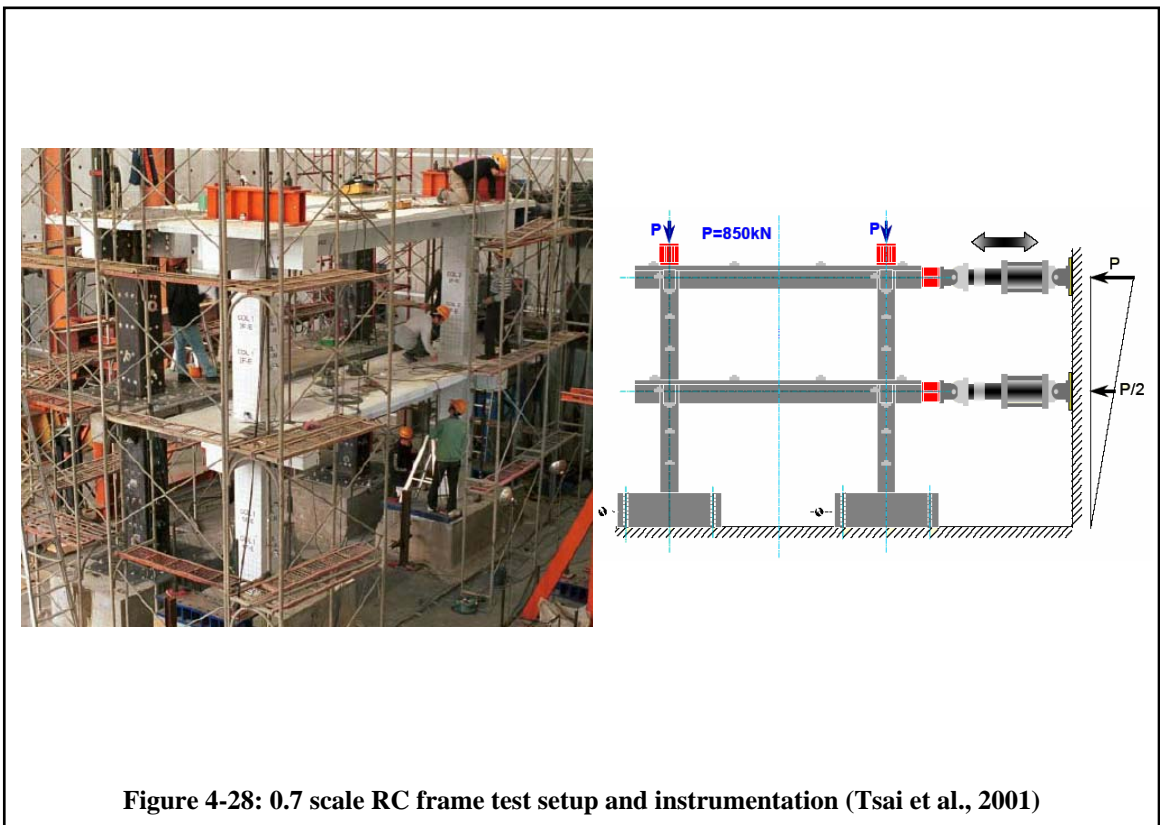 P
P=850kN
P
P
P/2
Figure 4-28: 0.7 scale RC frame test setup and instrumentation (Tsai et al., 2001)